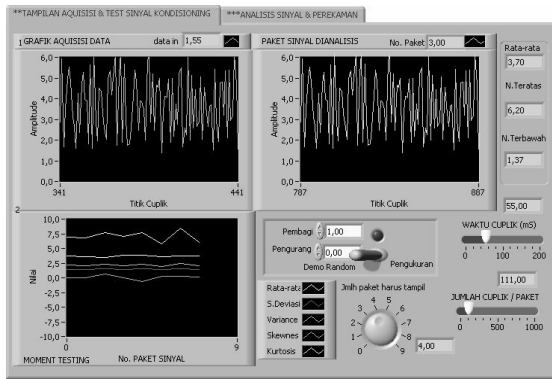 **TAMPILAN AQUISISI & TEST SINYAL KONDISIONING
***ANALISIS SINYAL & PEREKAMAN
1 GRAFIK AQUISISI DATA data in 1,55
6,0-
5,0-
4,0-
3,0-
2,0-
1,0-
0,0-
Amplitude
341 441
Titik Cuplik
PAKET SINYAL DIANALISIS No. Paket 3,00
6,0-
5,0-
4,0-
3,0-
2,0-
1,0-
0,0-
Amplitude
787 887
Titik Cuplik
Rata-rata
3,70
N.Teratas
6,20
N.Terbawah
1,37
2
10,0-
7,5-
5,0-
2,5-
0,0-
-2,5-
-5,0-
-7,5-
-10,0-
Nilai
0 9
MOMENT TESTING No. PAKET SINYAL
Pembagi 1,00
Pengurang 0,00
Demo Random Pengukuran
Rata-rata
S.Deviasi
Variance
Skewnes
Kurtosis
Jmlh paket harus tampil
0 1 2 3 4 5 6 7 8 9
4,00
55,00
WAKTU CUPLIK (mS)
0 100 200
111,00
JUMLAH CUPLIK / PAKET
0 500 1000